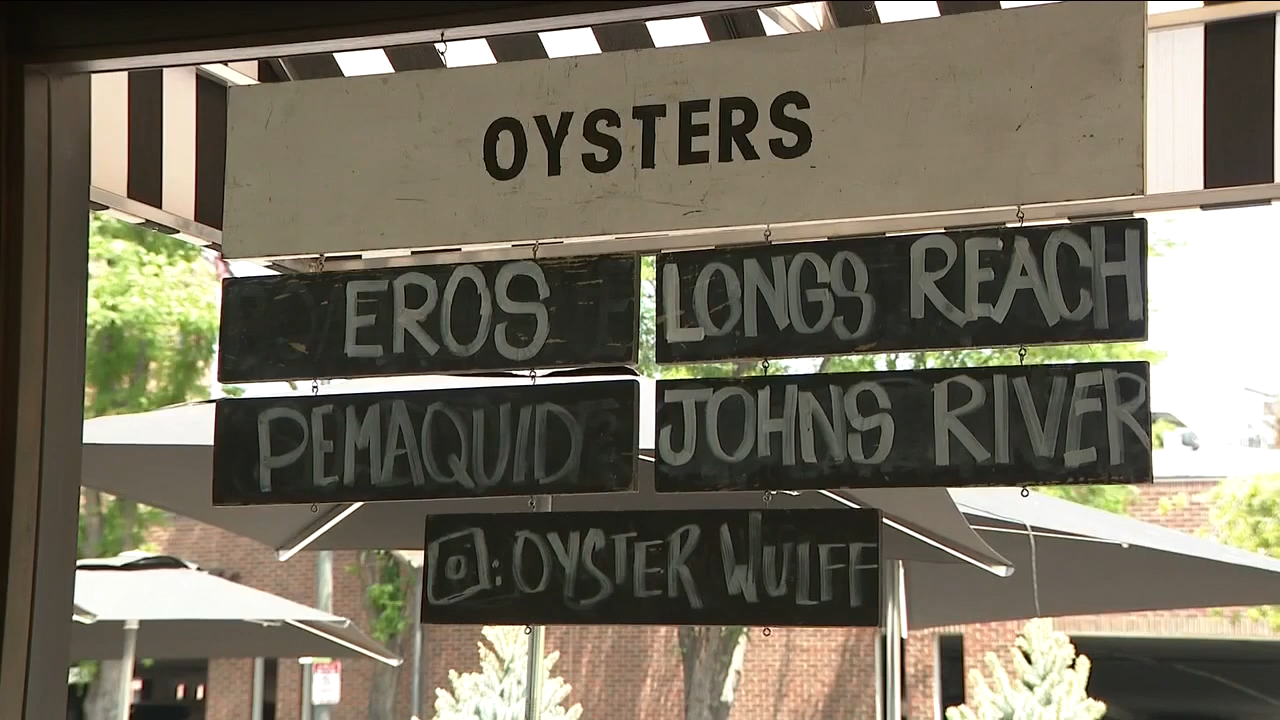 OYSTERS
EROS
LONGS REACH
PEMAQUID
JOHNS RIVER
: OYSTER WULFF